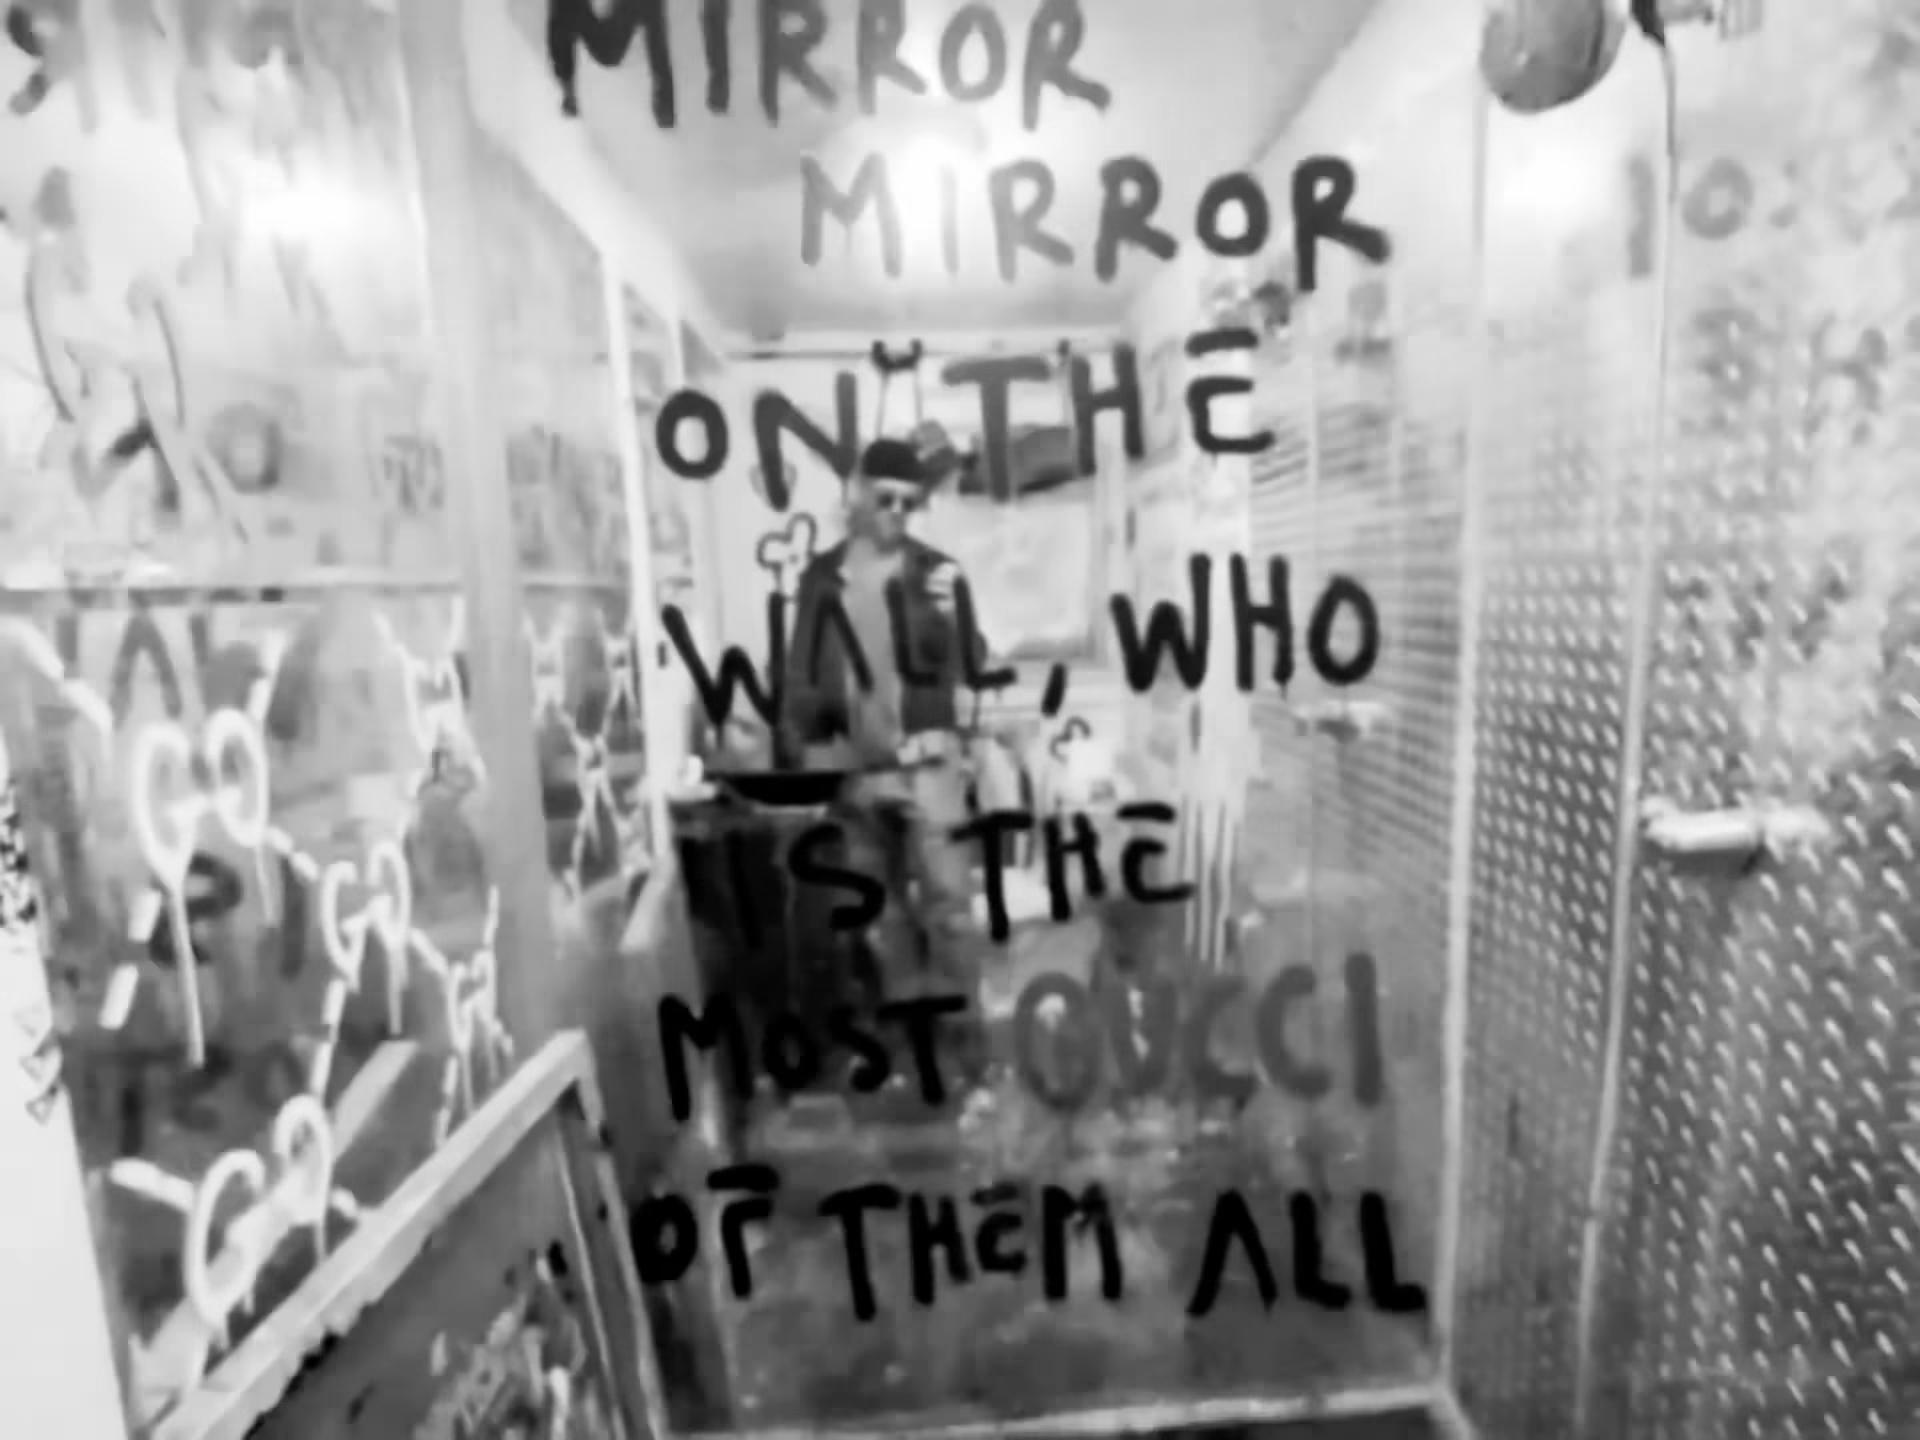 MIRROR
MIRROR
ON THE
WALL, WHO
IS THE
MOST GUCCI
OF THEM ALL